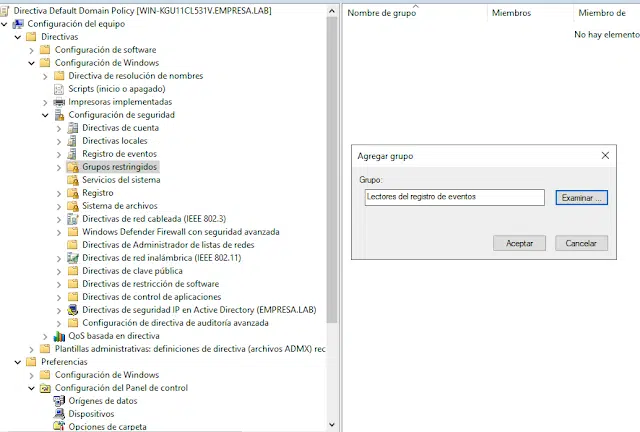 Directiva Default Domain Policy [WIN-KGU11CL531V.EMPRESA.LAB]
Configuración del equipo
Directivas
Configuración de software
Configuración de Windows
Directiva de resolución de nombres
Scripts (inicio o apagado)
Impresoras implementadas
Configuración de seguridad
Directivas de cuenta
Directivas locales
Registro de eventos
Grupos restringidos
Servicios del sistema
Registro
Sistema de archivos
Directivas de red cableada (IEEE 802.3)
Windows Defender Firewall con seguridad avanzada
Directivas de Administrador de listas de redes
Directivas de red inalámbrica (IEEE 802.11)
Directivas de clave pública
Directivas de restricción de software
Directivas de control de aplicaciones
Directivas de seguridad IP en Active Directory (EMPRESA.LAB)
Configuración de directiva de auditoría avanzada
QoS basada en directiva
Plantillas administrativas: definiciones de directiva (archivos ADMX) rec
Preferencias
Configuración de Windows
Configuración del Panel de control
Orígenes de datos
Dispositivos
Opciones de carpeta
Nombre de grupo Miembros Miembro de
No hay elemento
Agregar grupo
Grupo:
Lectores del registro de eventos Examinar ...
Aceptar Cancelar